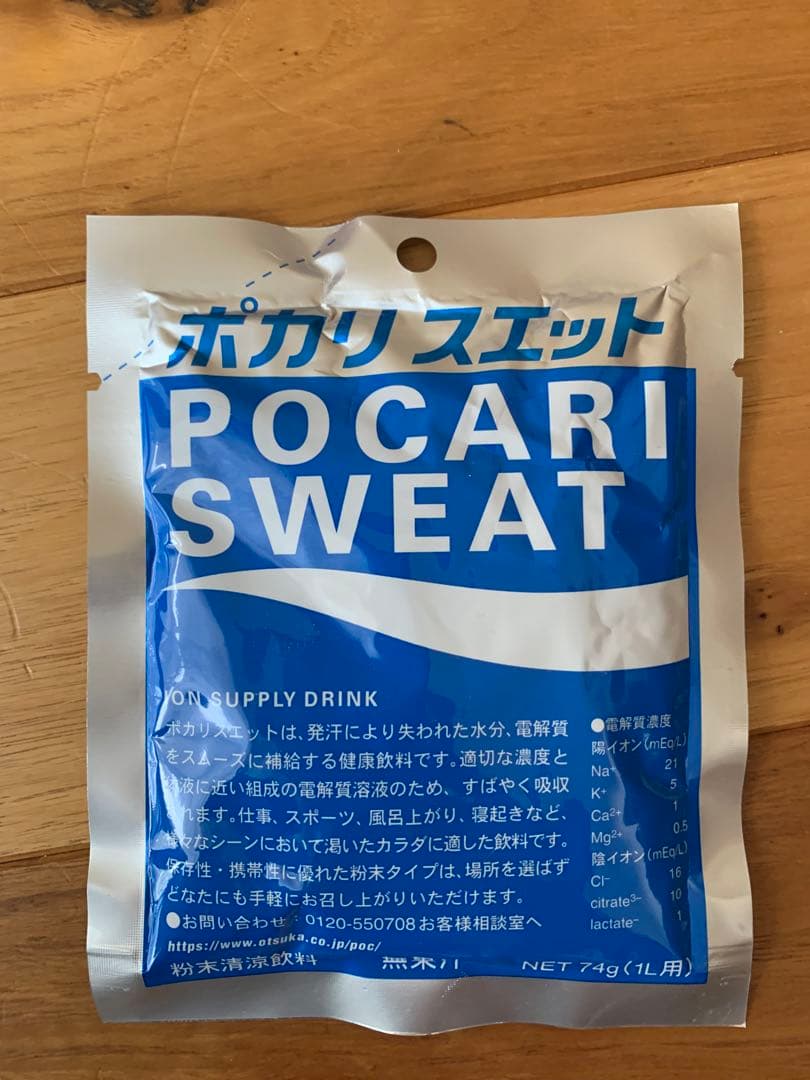 ポカリスエット
POCARI
SWEAT
ION SUPPLY DRINK
ポカリスエットは、発汗により失われた水分、電解質
をスムーズに補給する健康飲料です。適切な濃度と
体液に近い組成の電解質溶液のため、すばやく吸収
されます。仕事、スポーツ、風呂上がり、寝起きなど、
様々なシーンにおいて渇いたカラダに適した飲料です。
保存性・携帯性に優れた粉末タイプは、場所を選ばず
どなたにも手軽にお召し上がりいただけます。
●お問い合わせ:0120-550708お客様相談室へ
https://www.otsuka.co.jp/poc/
●電解質濃度
陽イオン(mEq/L)
Na⁺ 21
K⁺ 5
Ca²⁺ 1
Mg²⁺ 0.5
陰イオン(mEq/L)
Cl⁻ 16
citrate³⁻ 10
lactate⁻ 1
粉末清涼飲料 無果汁 NET 74g(1L用)